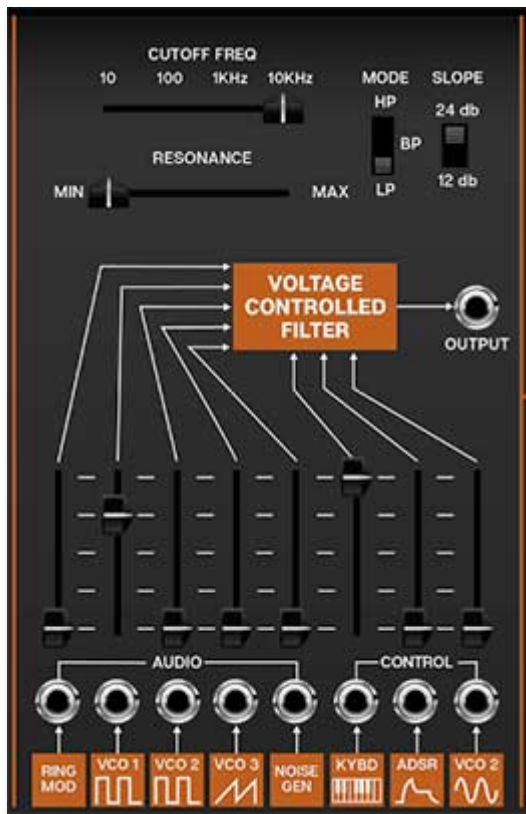 CUTOFF FREQ
10 100 1KHz 10KHz
MODE SLOPE
HP
24 db
BP
LP
12 db
RESONANCE
MIN MAX
VOLTAGE
CONTROLLED
FILTER
OUTPUT
AUDIO CONTROL
RING
MOD
VCO 1
VCO 2
VCO 3
NOISE
GEN
KYBD
ADSR
VCO 2